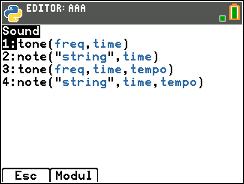 EDITOR: AAA
Sound
1:tone(freq,time)
2:note("string",time)
3:tone(freq,time,tempo)
4:note("string",time,tempo)
Esc Modul